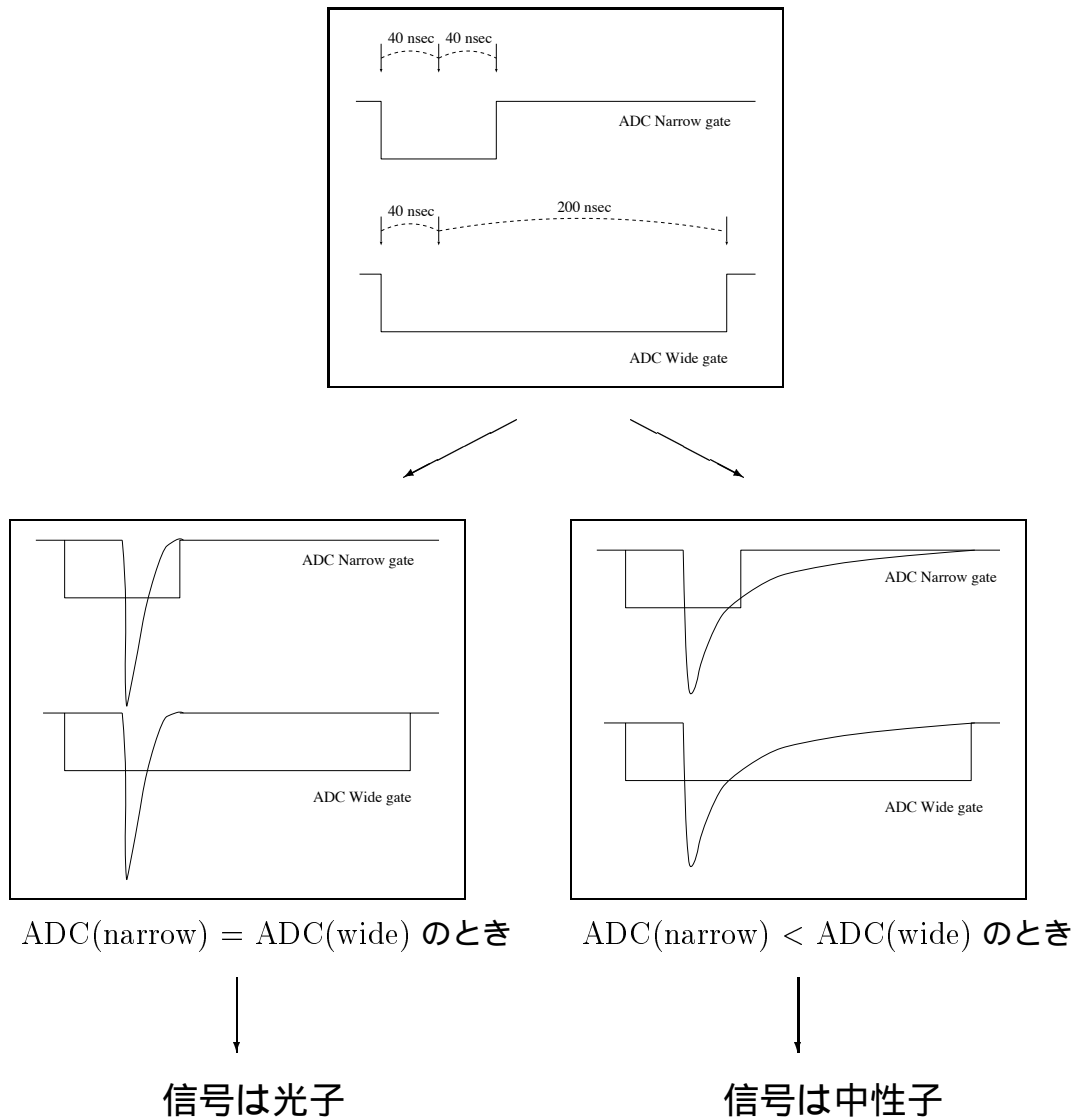 40 nsec 40 nsec
ADC Narrow gate
40 nsec 200 nsec
ADC Wide gate
ADC Narrow gate
ADC Wide gate
ADC(narrow) = ADC(wide) のとき
信号は光子
ADC Narrow gate
ADC Wide gate
ADC(narrow) < ADC(wide) のとき
信号は中性子